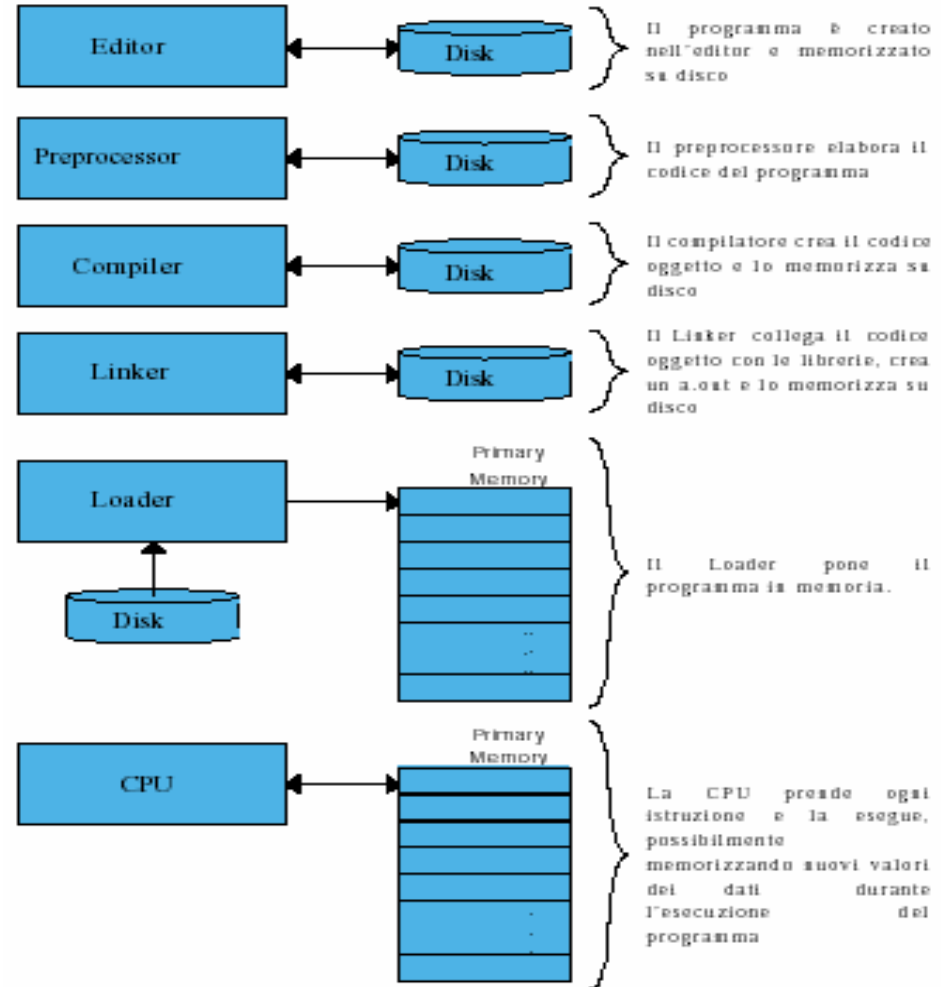 Editor
Disk
Il programma è creato
nell'editor e memorizzato
su disco
Preprocessor
Disk
Il preprocessore elabora il
codice del programma
Compiler
Disk
Il compilatore crea il codice
oggetto e lo memorizza su
disco
Linker
Disk
Il Linker collega il codice
oggetto con le librerie, crea
un a.out e lo memorizza su
disco
Loader
Disk
Primary
Memory
Il Loader pone il
programma in memoria.
CPU
Primary
Memory
La CPU prende ogni
istruzione e la esegue,
possibilmente
memorizzando nuovi valori
dei dati durante
l'esecuzione del
programma